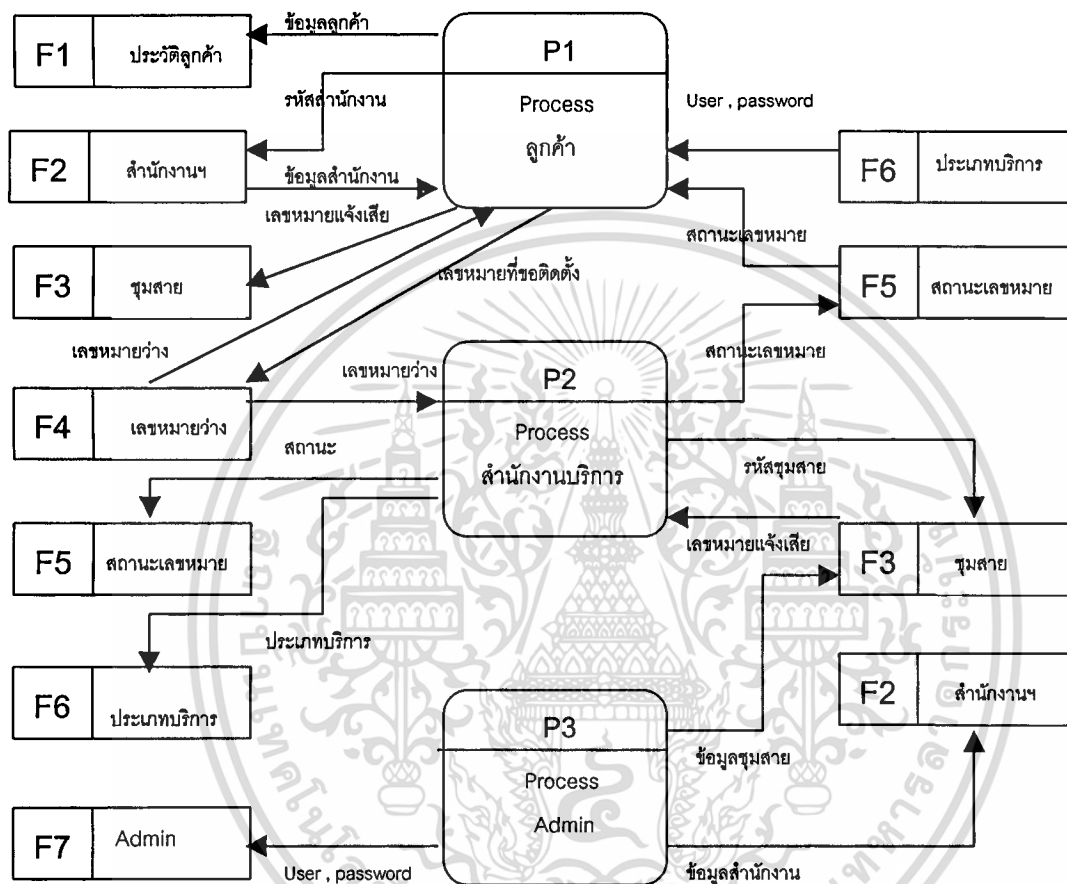 F1 ประวัติลูกค้า
ข้อมูลลูกค้า
P1
Process
ลูกค้า
รหัสสำนักงาน
User , password
F2 สำนักงานฯ
ข้อมูลสำนักงาน
F6 ประเภทบริการ
เลขหมายแจ้งเสีย
สถานะเลขหมาย
F3 ชุมสาย
เลขหมายที่ขอติดตั้ง
F5 สถานะเลขหมาย
เลขหมายว่าง
เลขหมายว่าง
สถานะเลขหมาย
F4 เลขหมายว่าง
P2
Process
สำนักงานบริการ
สถานะ
รหัสชุมสาย
F5 สถานะเลขหมาย
เลขหมายแจ้งเสีย
F3 ชุมสาย
ประเภทบริการ
F6 ประเภทบริการ
F2 สำนักงานฯ
P3
Process
Admin
ข้อมูลชุมสาย
F7 Admin
User , password
ข้อมูลสำนักงาน